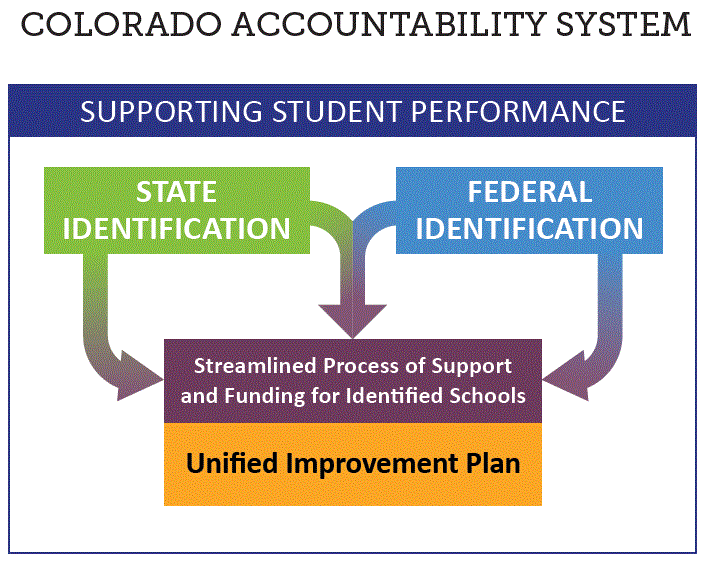 COLORADO ACCOUNTABILITY SYSTEM
SUPPORTING STUDENT PERFORMANCE
STATE
IDENTIFICATION
FEDERAL
IDENTIFICATION
Streamlined Process of Support
and Funding for Identified Schools
Unified Improvement Plan